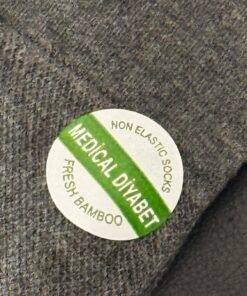 NON ELASTIC SOCKS
MEDİCAL DİYABET
FRESH BAMBOO